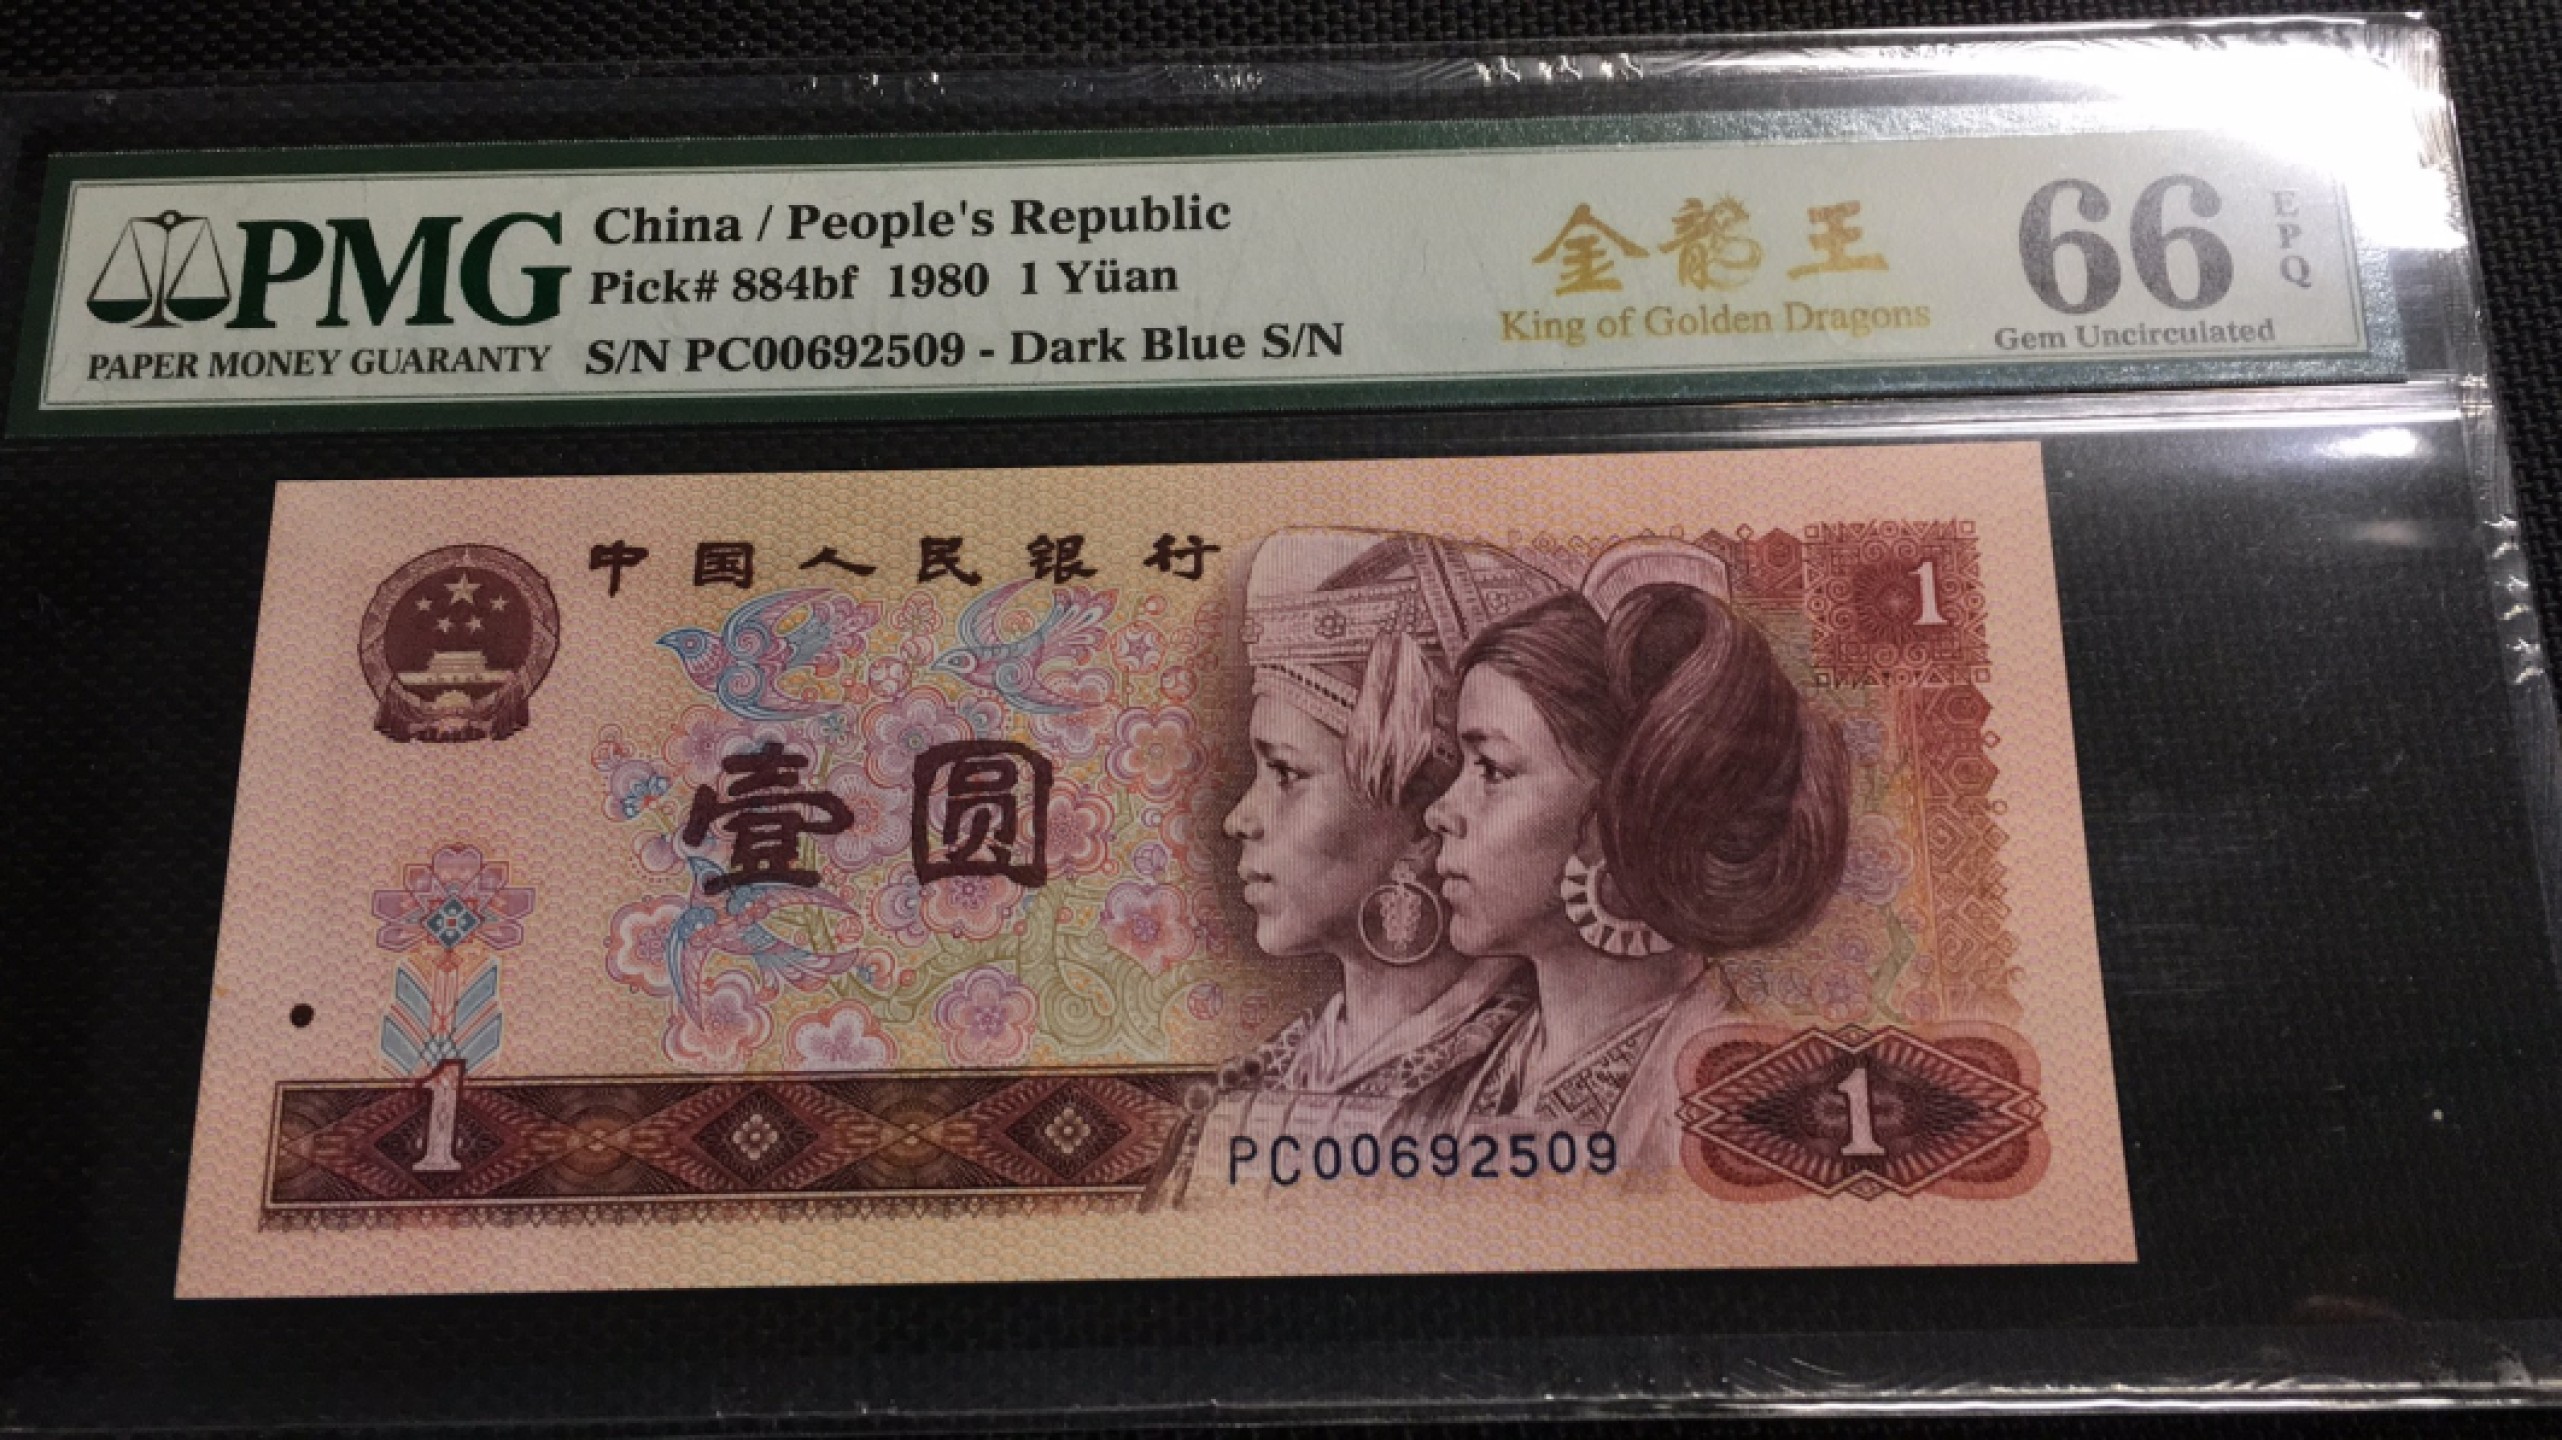 PMG
PAPER MONEY GUARANTY
China / People's Republic
Pick# 884bf 1980 1 Yüan
S/N PC00692509 - Dark Blue S/N
金龍王
King of Golden Dragons
66
EPQ
Gem Uncirculated
中国人民银行
1
壹圆
1
1
PC00692509